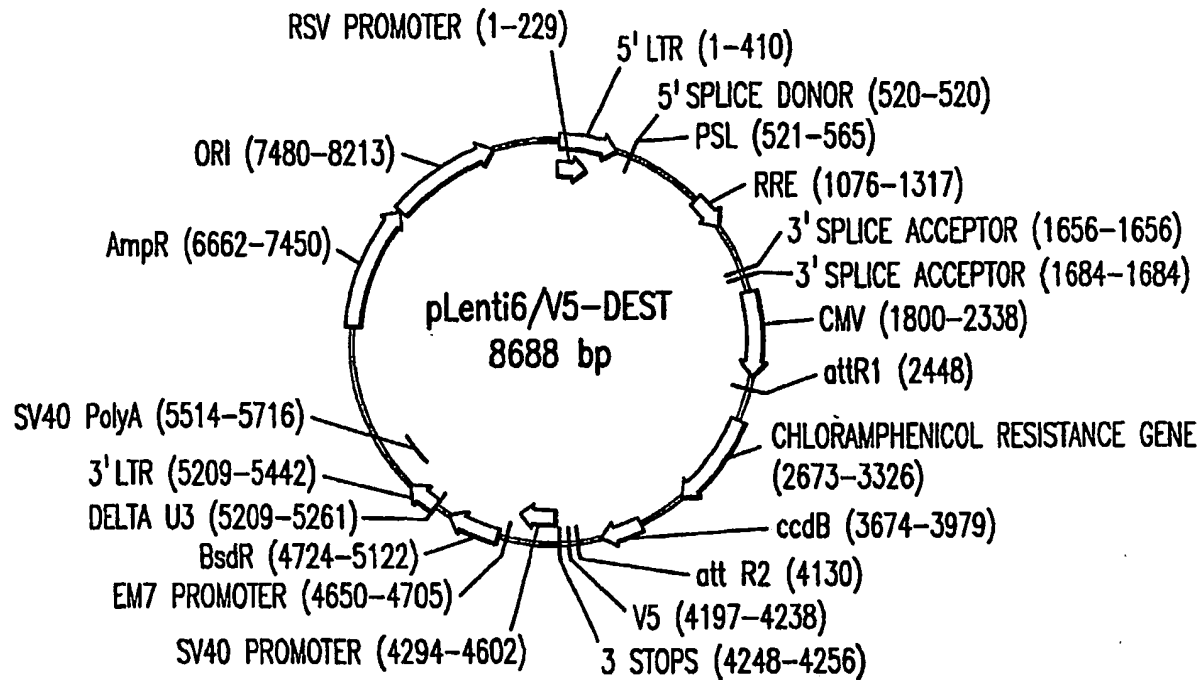 RSV PROMOTER (1–229)
5' LTR (1–410)
5' SPLICE DONOR (520–520)
PSL (521–565)
RRE (1076–1317)
3' SPLICE ACCEPTOR (1656–1656)
3' SPLICE ACCEPTOR (1684–1684)
CMV (1800–2338)
attR1 (2448)
CHLORAMPHENICOL RESISTANCE GENE
(2673–3326)
ccdB (3674–3979)
att R2 (4130)
V5 (4197–4238)
3 STOPS (4248–4256)
SV40 PROMOTER (4294–4602)
EM7 PROMOTER (4650–4705)
BsdR (4724–5122)
DELTA U3 (5209–5261)
3' LTR (5209–5442)
SV40 PolyA (5514–5716)
AmpR (6662–7450)
ORI (7480–8213)
pLenti6/V5–DEST
8688 bp